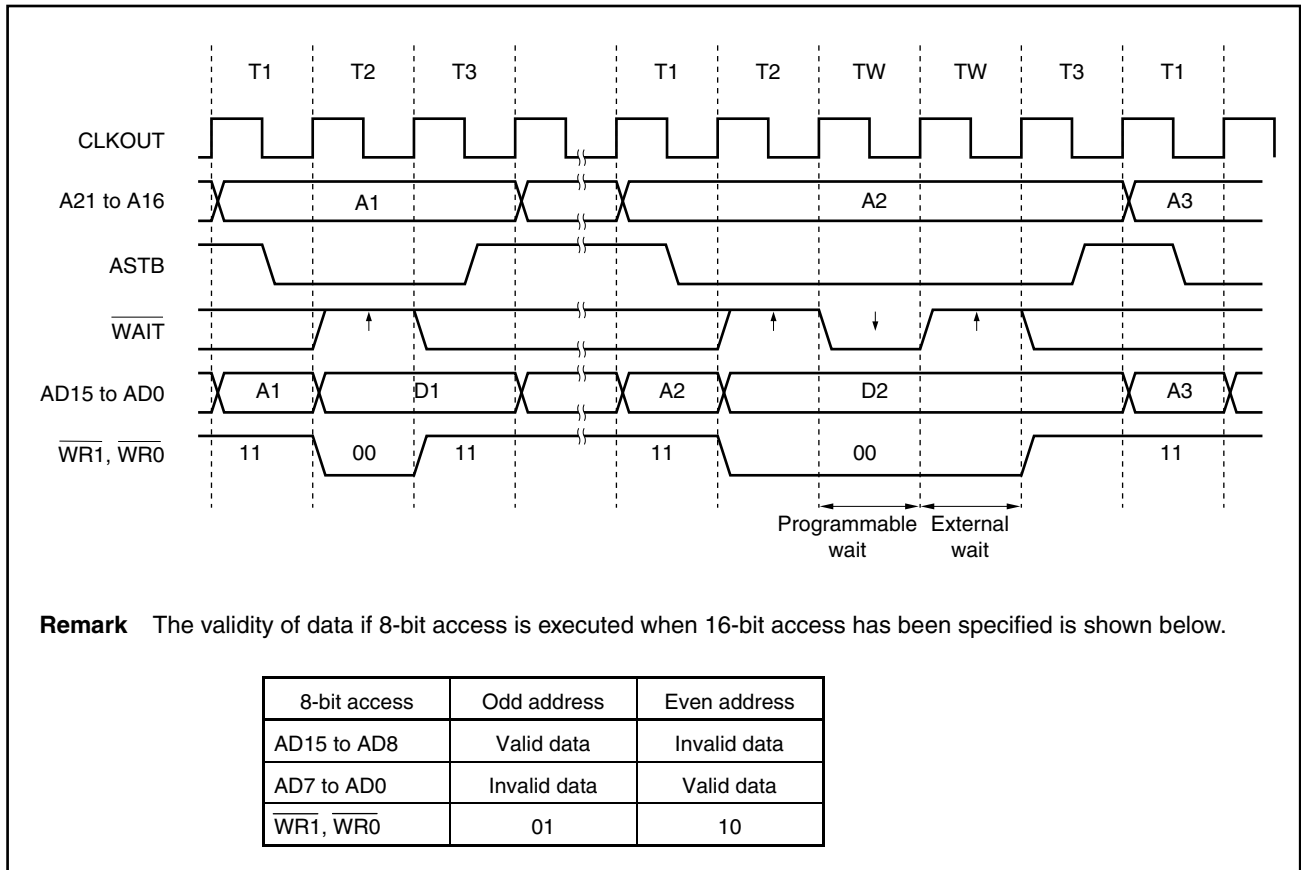 T1 T2 T3 T1 T2 TW TW T3 T1
CLKOUT
A21 to A16 A1 A2 A3
ASTB
WAIT
AD15 to AD0 A1 D1 A2 D2 A3
WR1, WR0 11 00 11 11 00 11
Programmable wait External wait
Remark The validity of data if 8-bit access is executed when 16-bit access has been specified is shown below.
8-bit access Odd address Even address
AD15 to AD8 Valid data Invalid data
AD7 to AD0 Invalid data Valid data
WR1, WR0 01 10